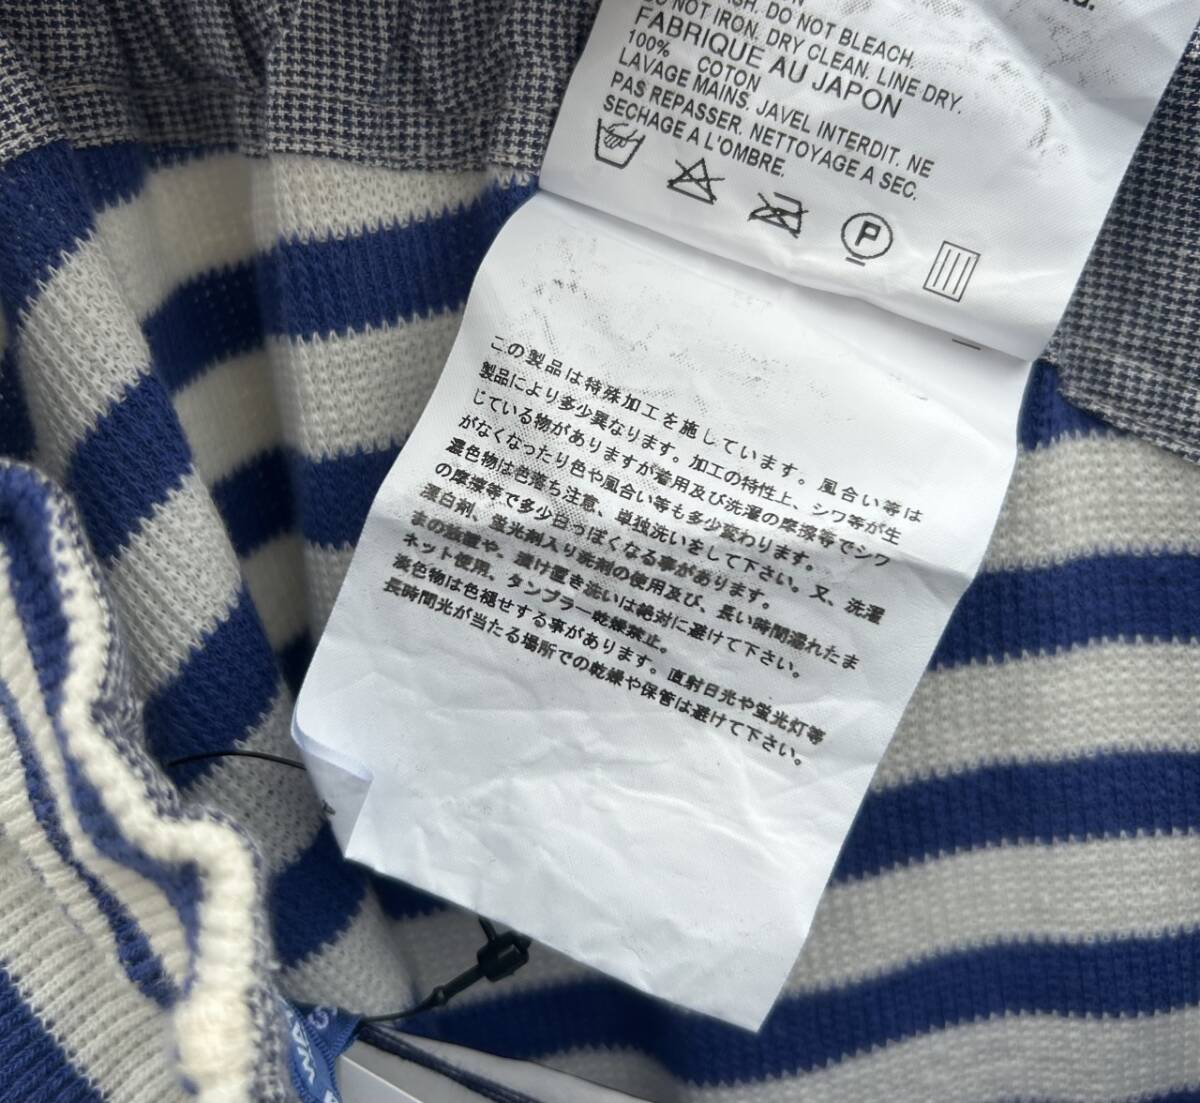 SH. DO NOT BLEACH.
DO NOT IRON. DRY CLEAN. LINE DRY.
FABRIQUE AU JAPON
100% COTON
LAVAGE MAINS. JAVEL INTERDIT. NE
PAS REPASSER. NETTOYAGE A SEC.
SECHAGE A L'OMBRE.
P
この製品は特殊加工を施しています。風合い等は
製品により多少異なります。加工の特性上、シワ等が生
じている物がありますが着用及び洗濯の摩擦等でシワ
がなくなったり色や風合い等も多少変わります。
濃色物は色落ち注意、単独洗いをして下さい。又、洗濯
の摩擦等で多少白っぽくなる事があります。
漂白剤、蛍光剤入り洗剤の使用及び、長い時間濡れたま
まの放置や、漬け置き洗いは絶対に避けて下さい。
ネット使用、タンブラー乾燥禁止。
淡色物は色褪せする事があります。直射日光や蛍光灯等
長時間光が当たる場所での乾燥や保管は避けて下さい。